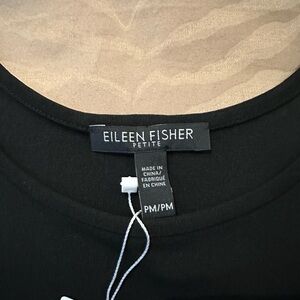 EILEEN FISHER
PETITE
MADE IN
CHINA/
FABRIQUÉ
EN CHINE
PM/PM